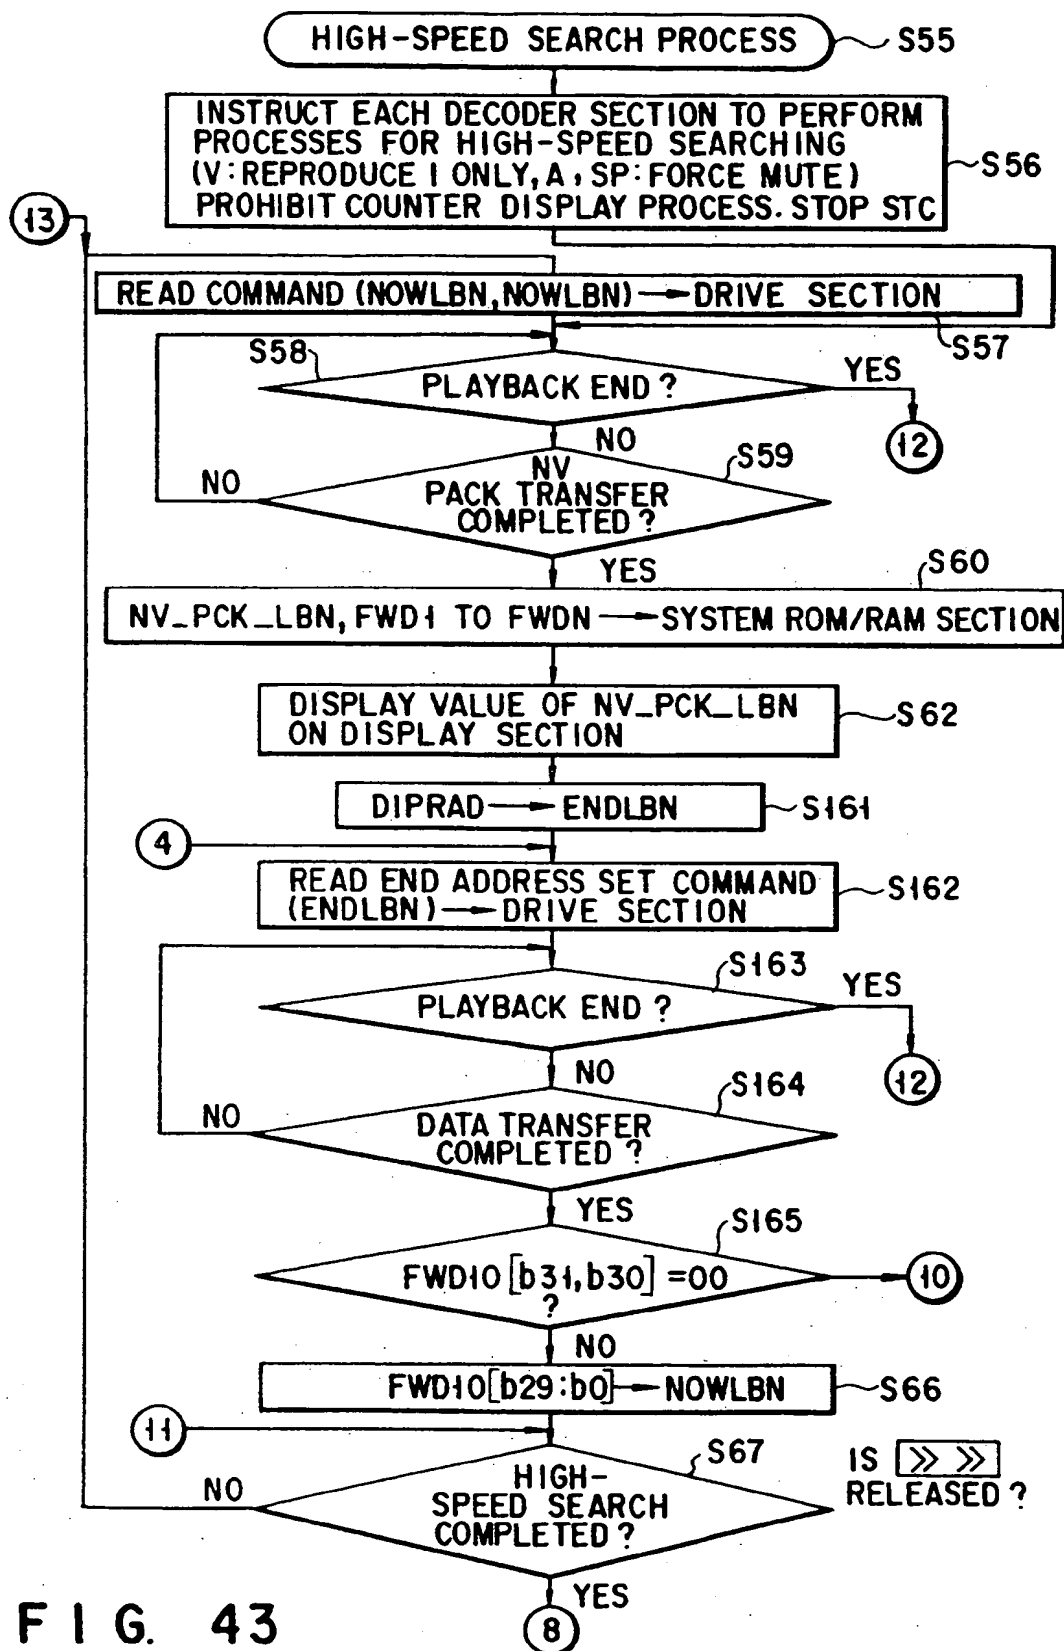 HIGH-SPEED SEARCH PROCESS
S55
INSTRUCT EACH DECODER SECTION TO PERFORM
PROCESSES FOR HIGH-SPEED SEARCHING
(V:REPRODUCE I ONLY, A, SP:FORCE MUTE)
PROHIBIT COUNTER DISPLAY PROCESS. STOP STC
S56
13
READ COMMAND (NOWLBN,NOWLBN) → DRIVE SECTION
S57
S58
PLAYBACK END ?
YES
12
NO
NV
PACK TRANSFER
COMPLETED ?
S59
NO
YES
S60
NV_PCK_LBN, FWD1 TO FWDN → SYSTEM ROM/RAM SECTION
DISPLAY VALUE OF NV_PCK_LBN
ON DISPLAY SECTION
S62
DIPRAD → ENDLBN
S161
4
READ END ADDRESS SET COMMAND
(ENDLBN) → DRIVE SECTION
S162
S163
PLAYBACK END ?
YES
12
NO
S164
DATA TRANSFER
COMPLETED ?
NO
YES
S165
FWD10 [b31,b30] =00
?
10
NO
FWD10[b29:b0] → NOWLBN
S66
11
S67
HIGH-
SPEED SEARCH
COMPLETED ?
NO
IS ≫ ≫
RELEASED ?
YES
8
FIG. 43